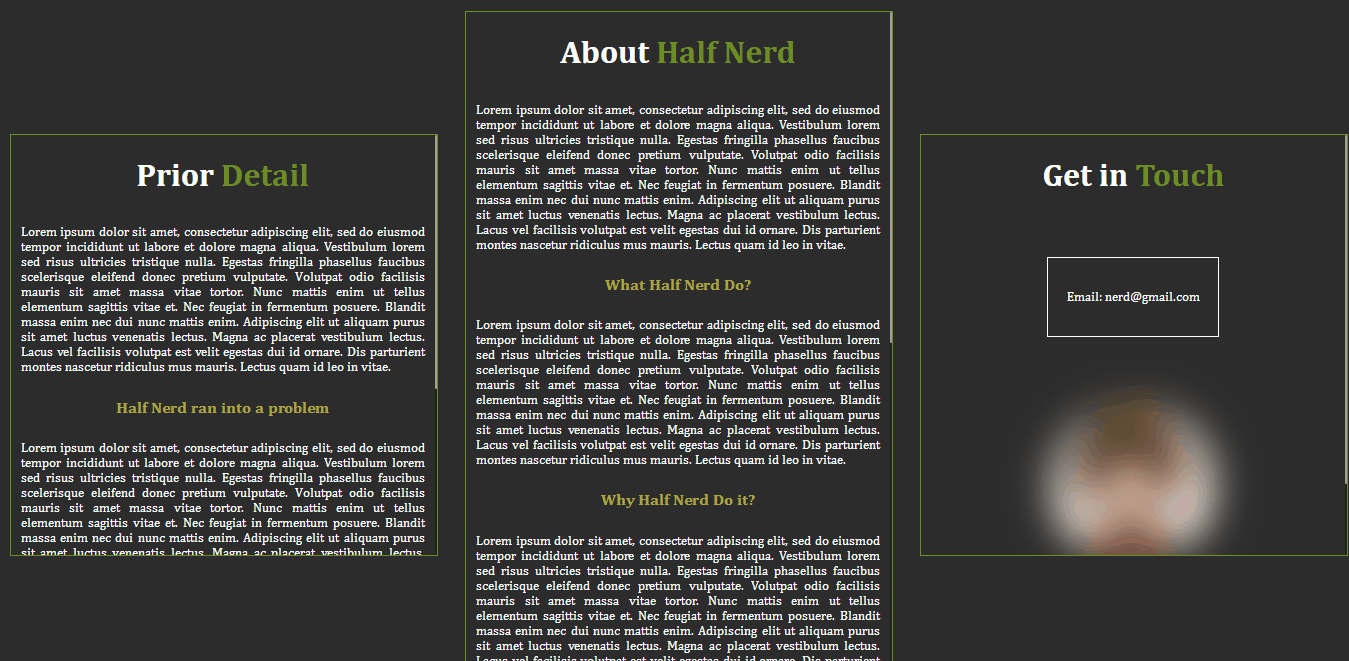 Prior Detail
Lorem ipsum dolor sit amet, consectetur adipiscing elit, sed do eiusmod
tempor incididunt ut labore et dolore magna aliqua. Vestibulum lorem
sed risus ultricies tristique nulla. Egestas fringilla phasellus faucibus
scelerisque eleifend donec pretium vulputate. Volutpat odio facilisis
mauris sit amet massa vitae tortor. Nunc mattis enim ut tellus
elementum sagittis vitae et. Nec feugiat in fermentum posuere. Blandit
massa enim nec dui nunc mattis enim. Adipiscing elit ut aliquam purus
sit amet luctus venenatis lectus. Magna ac placerat vestibulum lectus.
Lacus vel facilisis volutpat est velit egestas dui id ornare. Dis parturient
montes nascetur ridiculus mus mauris. Lectus quam id leo in vitae.
Half Nerd ran into a problem
Lorem ipsum dolor sit amet, consectetur adipiscing elit, sed do eiusmod
tempor incididunt ut labore et dolore magna aliqua. Vestibulum lorem
sed risus ultricies tristique nulla. Egestas fringilla phasellus faucibus
scelerisque eleifend donec pretium vulputate. Volutpat odio facilisis
mauris sit amet massa vitae tortor. Nunc mattis enim ut tellus
elementum sagittis vitae et. Nec feugiat in fermentum posuere. Blandit
massa enim nec dui nunc mattis enim. Adipiscing elit ut aliquam purus
sit amet luctus venenatis lectus. Magna ac placerat vestibulum lectus.
About Half Nerd
Lorem ipsum dolor sit amet, consectetur adipiscing elit, sed do eiusmod
tempor incididunt ut labore et dolore magna aliqua. Vestibulum lorem
sed risus ultricies tristique nulla. Egestas fringilla phasellus faucibus
scelerisque eleifend donec pretium vulputate. Volutpat odio facilisis
mauris sit amet massa vitae tortor. Nunc mattis enim ut tellus
elementum sagittis vitae et. Nec feugiat in fermentum posuere. Blandit
massa enim nec dui nunc mattis enim. Adipiscing elit ut aliquam purus
sit amet luctus venenatis lectus. Magna ac placerat vestibulum lectus.
Lacus vel facilisis volutpat est velit egestas dui id ornare. Dis parturient
montes nascetur ridiculus mus mauris. Lectus quam id leo in vitae.
What Half Nerd Do?
Lorem ipsum dolor sit amet, consectetur adipiscing elit, sed do eiusmod
tempor incididunt ut labore et dolore magna aliqua. Vestibulum lorem
sed risus ultricies tristique nulla. Egestas fringilla phasellus faucibus
scelerisque eleifend donec pretium vulputate. Volutpat odio facilisis
mauris sit amet massa vitae tortor. Nunc mattis enim ut tellus
elementum sagittis vitae et. Nec feugiat in fermentum posuere. Blandit
massa enim nec dui nunc mattis enim. Adipiscing elit ut aliquam purus
sit amet luctus venenatis lectus. Magna ac placerat vestibulum lectus.
Lacus vel facilisis volutpat est velit egestas dui id ornare. Dis parturient
montes nascetur ridiculus mus mauris. Lectus quam id leo in vitae.
Why Half Nerd Do it?
Lorem ipsum dolor sit amet, consectetur adipiscing elit, sed do eiusmod
tempor incididunt ut labore et dolore magna aliqua. Vestibulum lorem
sed risus ultricies tristique nulla. Egestas fringilla phasellus faucibus
scelerisque eleifend donec pretium vulputate. Volutpat odio facilisis
mauris sit amet massa vitae tortor. Nunc mattis enim ut tellus
elementum sagittis vitae et. Nec feugiat in fermentum posuere. Blandit
massa enim nec dui nunc mattis enim. Adipiscing elit ut aliquam purus
sit amet luctus venenatis lectus. Magna ac placerat vestibulum lectus.
Lacus vel facilisis volutpat est velit egestas dui id ornare. Dis parturient
Get in Touch
Email: nerd@gmail.com